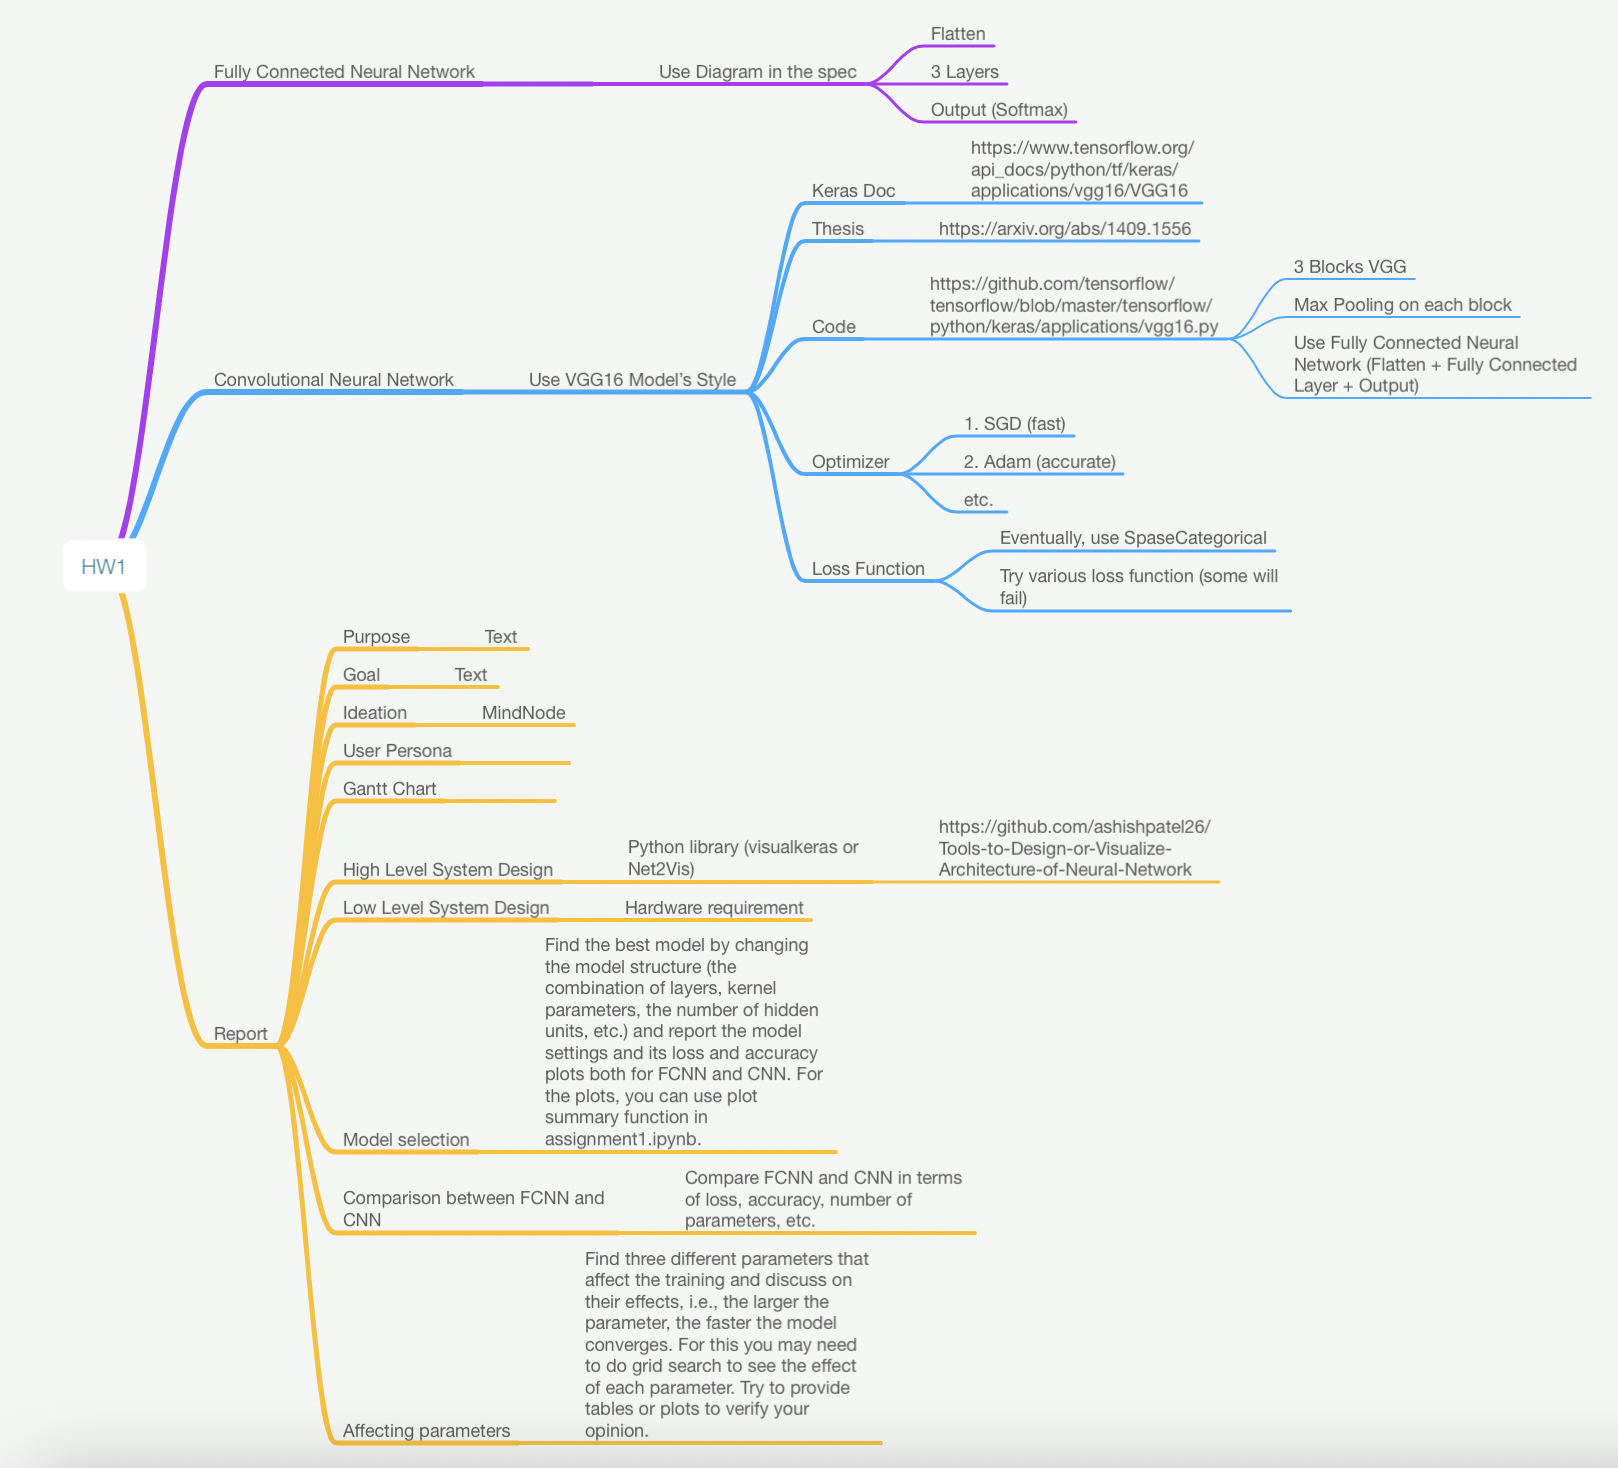 Flatten
Fully Connected Neural Network
Use Diagram in the spec
3 Layers
Output (Softmax)
https://www.tensorflow.org/
api_docs/python/tf/keras/
applications/vgg16/VGG16
Keras Doc
Thesis
https://arxiv.org/abs/1409.1556
3 Blocks VGG
https://github.com/tensorflow/
tensorflow/blob/master/tensorflow/
python/keras/applications/vgg16.py
Code
Max Pooling on each block
Use Fully Connected Neural
Network (Flatten + Fully Connected
Layer + Output)
Convolutional Neural Network
Use VGG16 Model’s Style
1. SGD (fast)
Optimizer
2. Adam (accurate)
etc.
Eventually, use SpaseCategorical
Loss Function
Try various loss function (some will
fail)
HW1
Purpose
Text
Goal
Text
Ideation
MindNode
User Persona
Gantt Chart
High Level System Design
Python library (visualkeras or
Net2Vis)
https://github.com/ashishpatel26/
Tools-to-Design-or-Visualize-
Architecture-of-Neural-Network
Low Level System Design
Hardware requirement
Report
Model selection
Find the best model by changing
the model structure (the
combination of layers, kernel
parameters, the number of hidden
units, etc.) and report the model
settings and its loss and accuracy
plots both for FCNN and CNN. For
the plots, you can use plot
summary function in
assignment1.ipynb.
Comparison between FCNN and
CNN
Compare FCNN and CNN in terms
of loss, accuracy, number of
parameters, etc.
Affecting parameters
Find three different parameters that
affect the training and discuss on
their effects, i.e., the larger the
parameter, the faster the model
converges. For this you may need
to do grid search to see the effect
of each parameter. Try to provide
tables or plots to verify your
opinion.